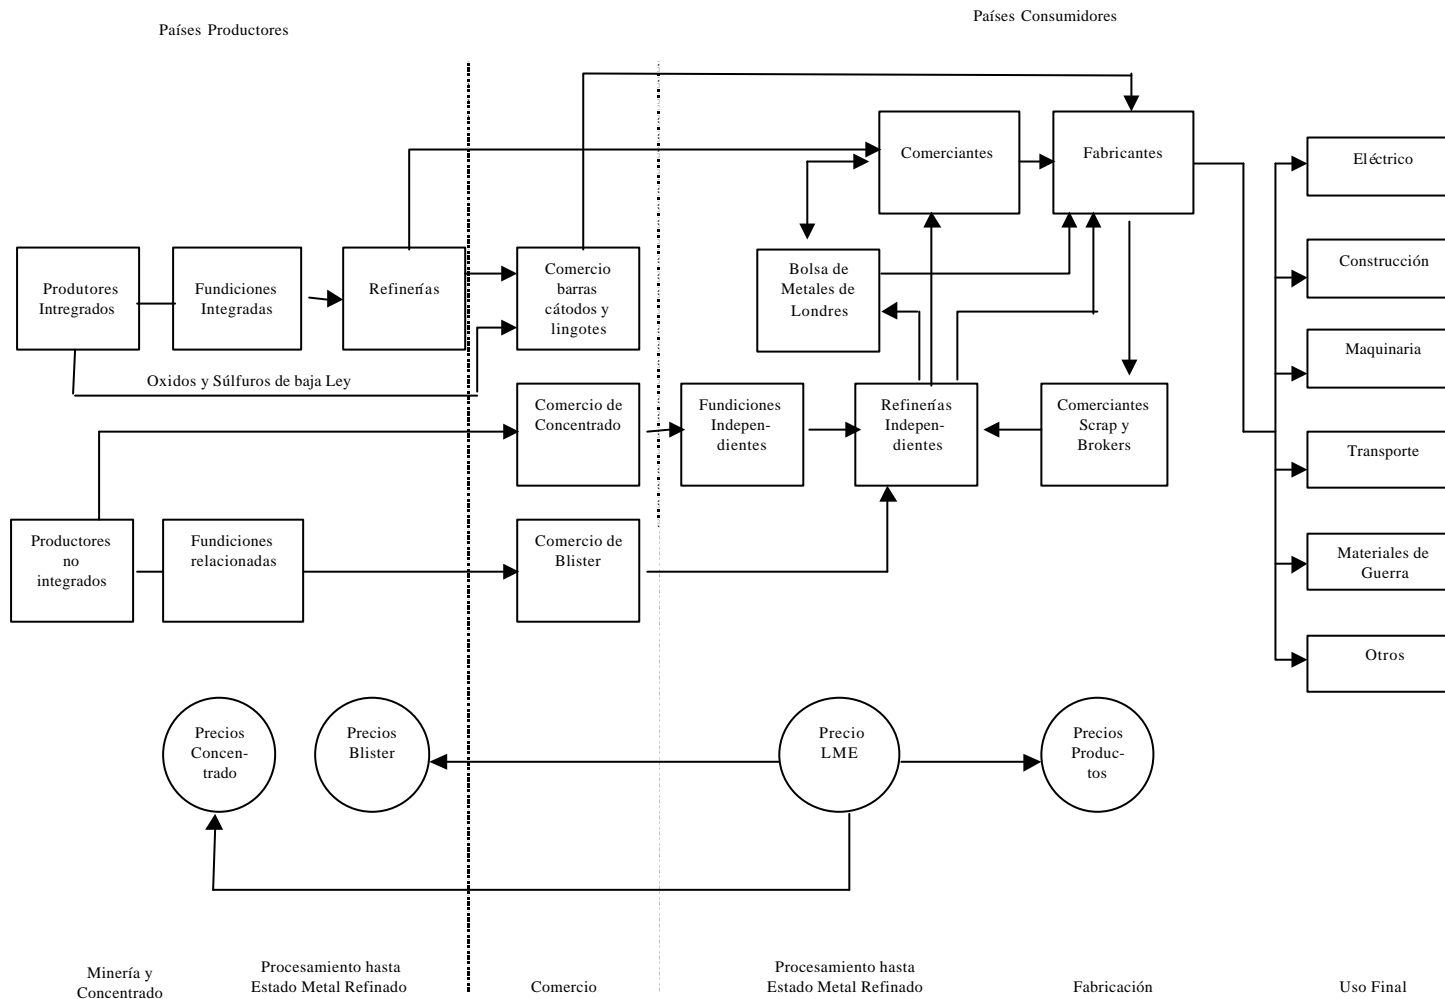 Países Productores
Países Consumidores
Comerciantes
Fabricantes
Eléctrico
Produtores
Intregrados
Fundiciones
Integradas
Refinerías
Comercio
barras
cátodos y
lingotes
Bolsa de
Metales de
Londres
Construcción
Maquinaria
Oxidos y Súlfuros de baja Ley
Comercio de
Concentrado
Fundiciones
Indepen-
dientes
Refinerías
Indepen-
dientes
Comerciantes
Scrap y
Brokers
Transporte
Productores
no
integrados
Fundiciones
relacionadas
Comercio de
Blister
Materiales de
Guerra
Otros
Precios
Concen-
trado
Precios
Blister
Precio
LME
Precios
Produc-
tos
Minería y
Concentrado
Procesamiento hasta
Estado Metal Refinado
Comercio
Procesamiento hasta
Estado Metal Refinado
Fabricación
Uso Final